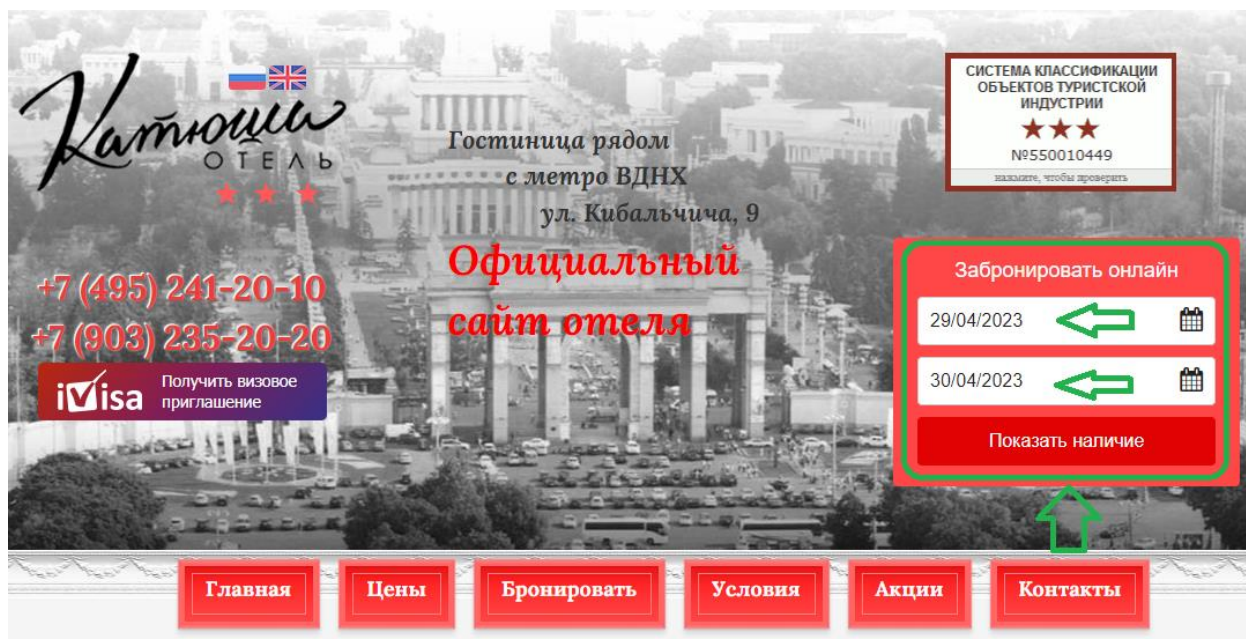 Катюша
ОТЕЛЬ
+7 (495) 241-20-10
+7 (903) 235-20-20
iVisa
Получить визовое
приглашение
Гостиница рядом
с метро ВДНХ
ул. Кибальчича, 9
Официальный
сайт отеля
СИСТЕМА КЛАССИФИКАЦИИ
ОБЪЕКТОВ ТУРИСТСКОЙ
ИНДУСТРИИ
№550010449
нажмите, чтобы проверить
Забронировать онлайн
29/04/2023
30/04/2023
Показать наличие
Главная Цены Бронировать Условия Акции Контакты